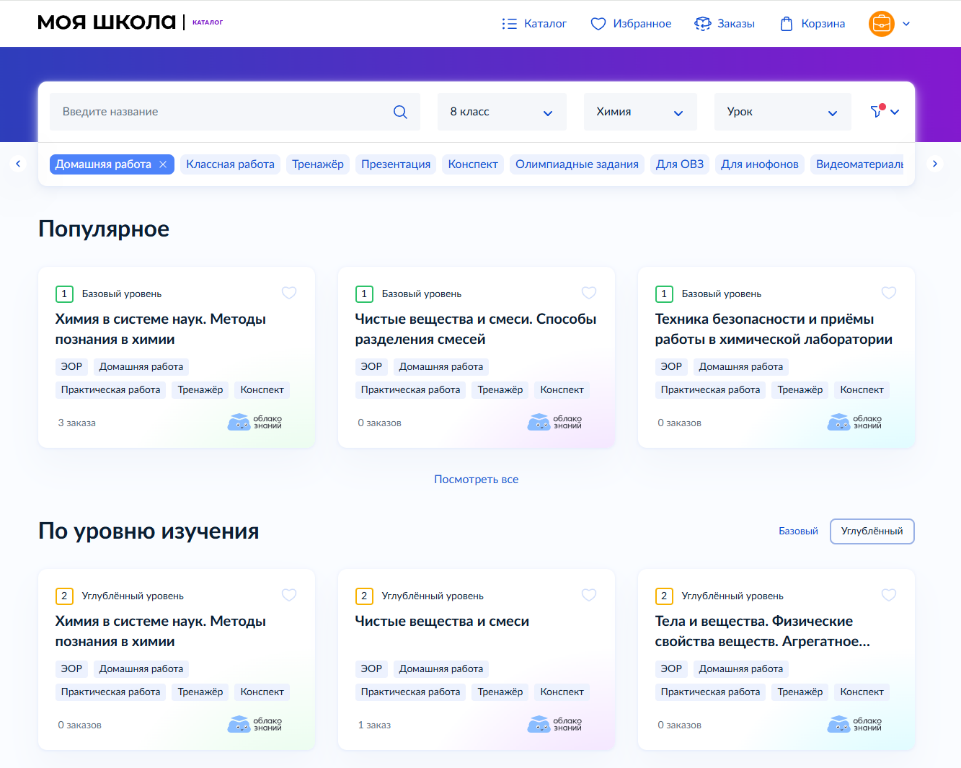 МОЯ ШКОЛА | КАТАЛОГ
Каталог Избранное Заказы Корзина
Введите название 8 класс Химия Урок
Домашняя работа × Классная работа Тренажёр Презентация Конспект Олимпиадные задания Для ОВЗ Для инофонов Видеоматериалы
Популярное
1 Базовый уровень
Химия в системе наук. Методы
познания в химии
ЭОР Домашняя работа
Практическая работа Тренажёр Конспект
3 заказа облако знаний
1 Базовый уровень
Чистые вещества и смеси. Способы
разделения смесей
ЭОР Домашняя работа
Практическая работа Тренажёр Конспект
0 заказов облако знаний
1 Базовый уровень
Техника безопасности и приёмы
работы в химической лаборатории
ЭОР Домашняя работа
Практическая работа Тренажёр Конспект
0 заказов облако знаний
Посмотреть все
По уровню изучения
Базовый Углублённый
2 Углублённый уровень
Химия в системе наук. Методы
познания в химии
ЭОР Домашняя работа
Практическая работа Тренажёр Конспект
0 заказов облако знаний
2 Углублённый уровень
Чистые вещества и смеси
ЭОР Домашняя работа
Практическая работа Тренажёр Конспект
1 заказ облако знаний
2 Углублённый уровень
Тела и вещества. Физические
свойства веществ. Агрегатное...
ЭОР Домашняя работа
Практическая работа Тренажёр Конспект
0 заказов облако знаний